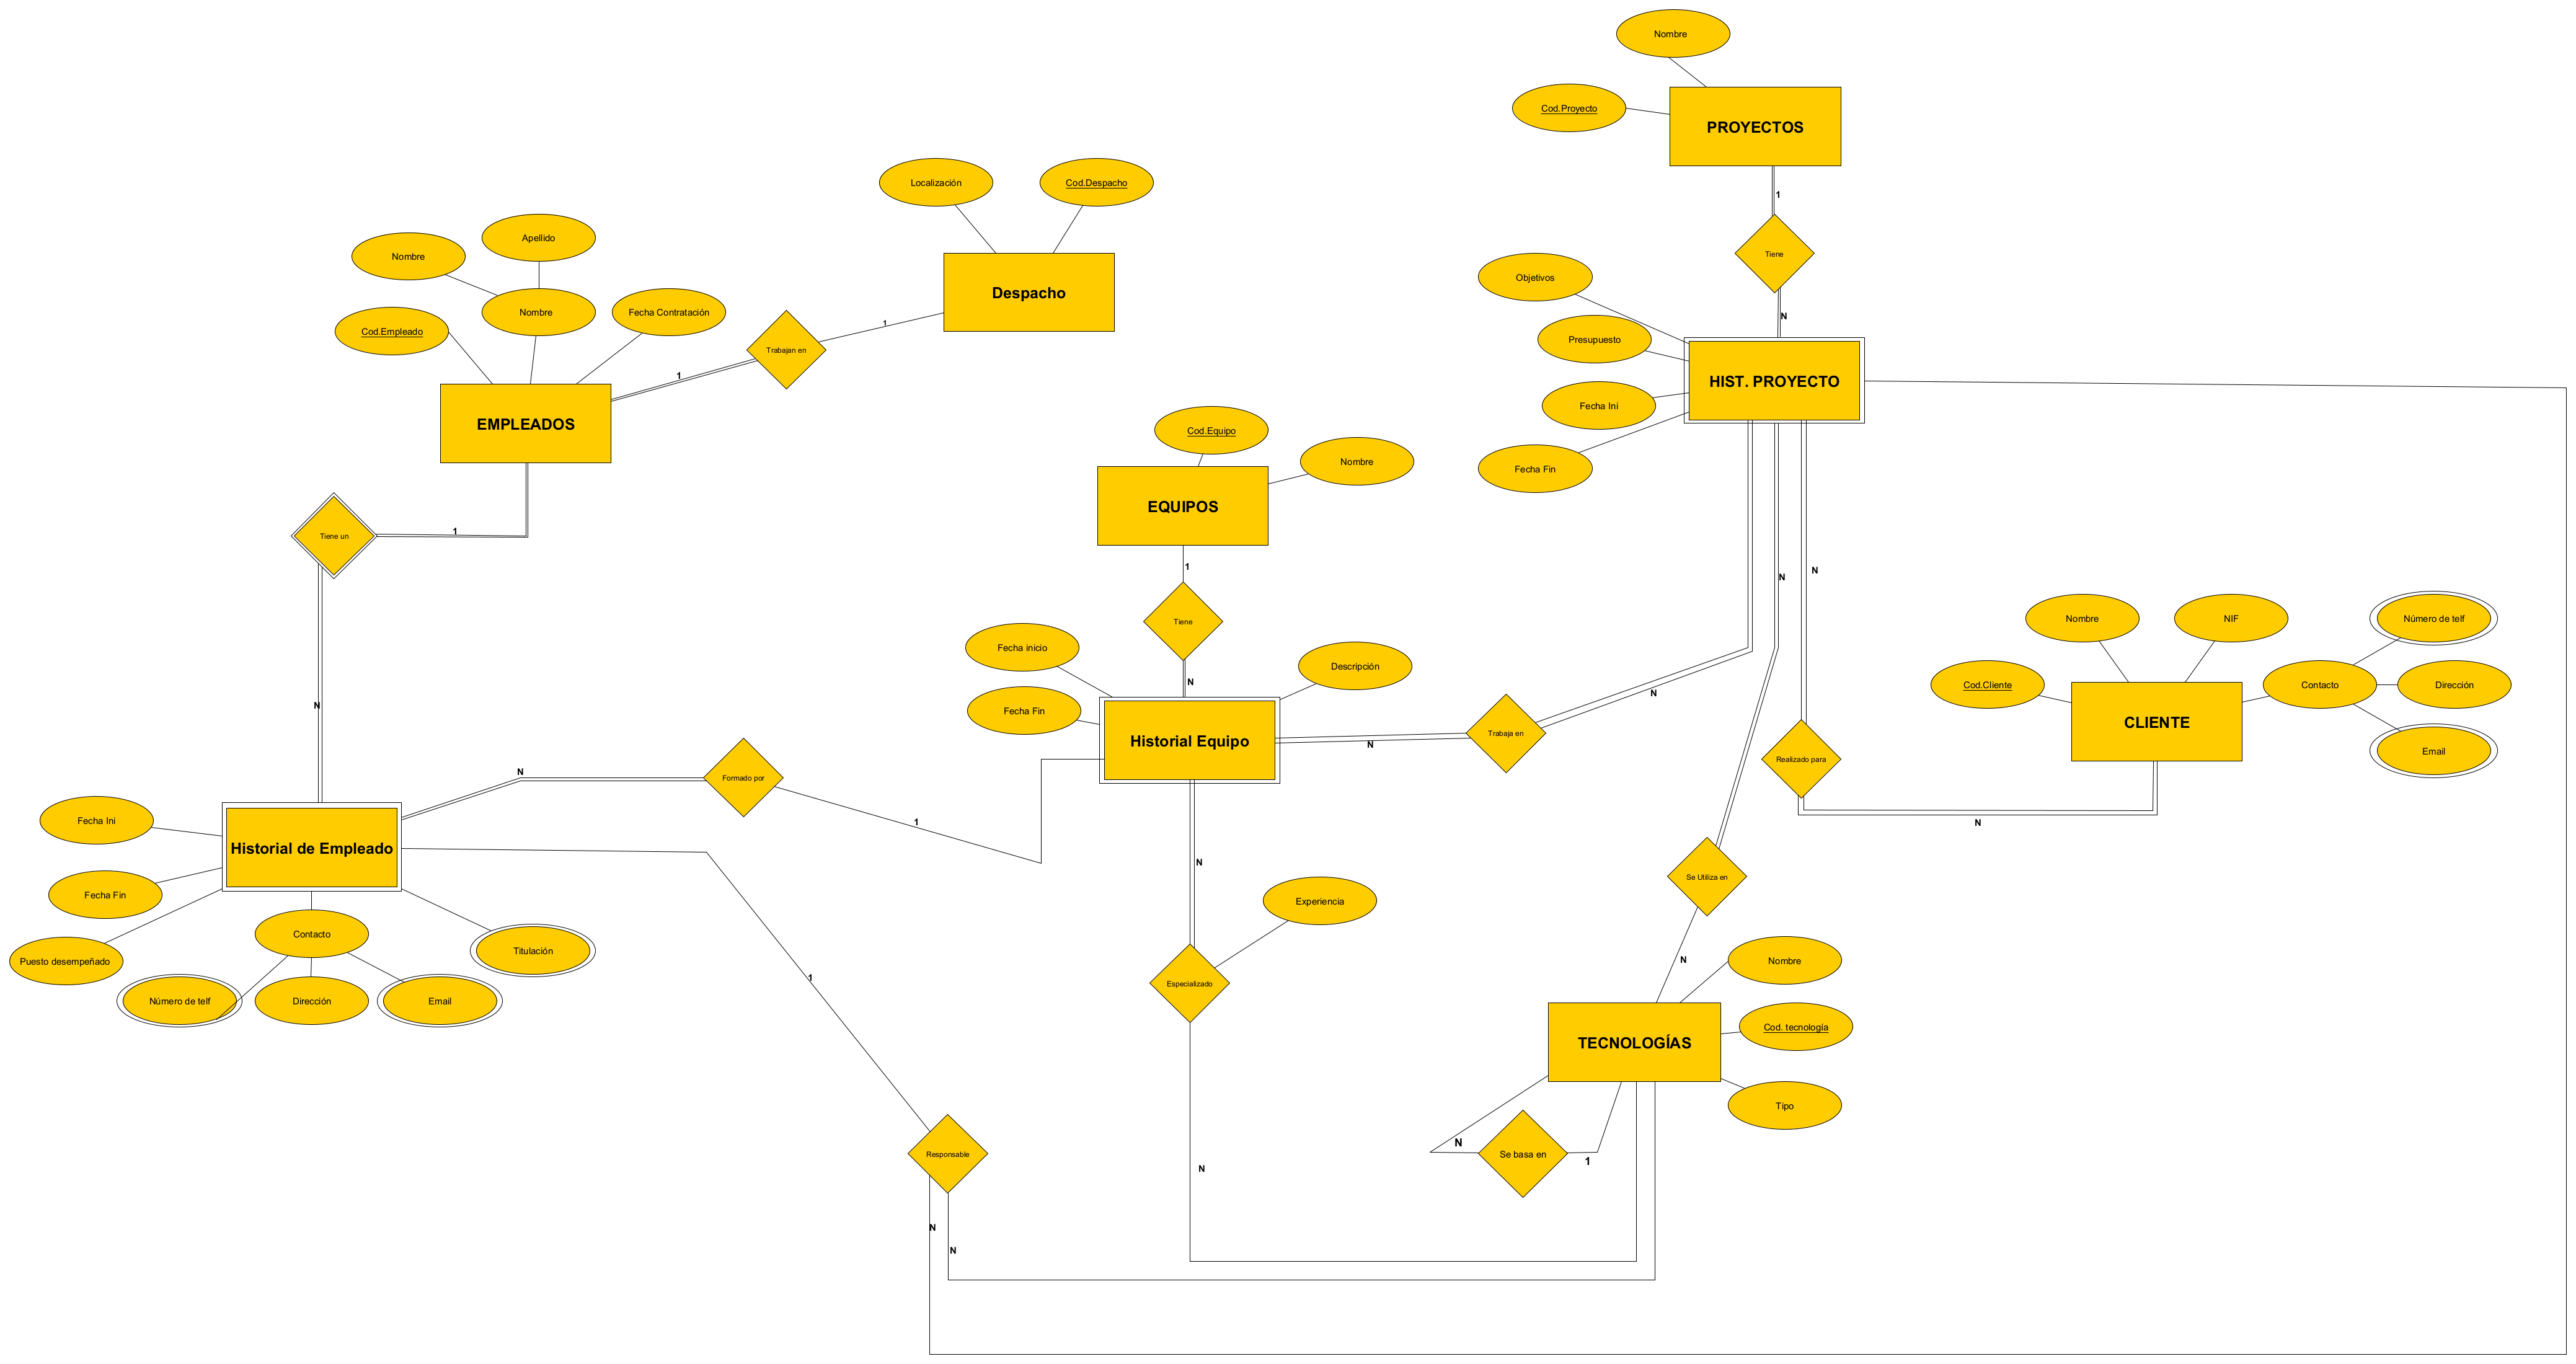 Nombre
Cod.Proyecto
PROYECTOS
1
Tiene
N
Localización
Cod.Despacho
Despacho
Nombre
Apellido
Nombre
Cod.Empleado
Fecha Contratación
EMPLEADOS
1
Trabajan en
1
Objetivos
Presupuesto
Fecha Ini
Fecha Fin
HIST. PROYECTO
Cod.Equipo
Nombre
EQUIPOS
1
Tiene
N
Tiene un
1
N
Fecha inicio
Fecha Fin
Descripción
Historial Equipo
N
Trabaja en
N
N
N
Realizado para
N
Nombre
NIF
Número de telf
Cod.Cliente
Contacto
Dirección
Email
CLIENTE
N
Formado por
1
Fecha Ini
Fecha Fin
Puesto desempeñado
Historial de Empleado
Contacto
Titulación
Número de telf
Dirección
Email
N
Experiencia
Especializado
N
Se Utiliza en
N
Nombre
Cod. tecnología
Tipo
TECNOLOGÍAS
N
Se basa en
1
1
Responsable
N
N